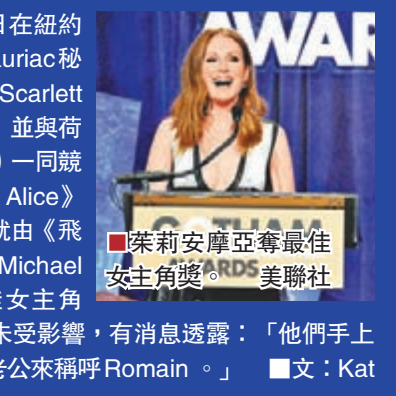 日在紐約
auriac秘
Scarlett
並與荷
）一同競
Alice》
就由《飛
Michael
佳女主角
未受影響，有消息透露：「他們手上
老公來稱呼Romain 。」 ■文：Kat
AWAR
GOTHAM
AWARDS
■茱莉安摩亞奪最佳
女主角獎。 美聯社